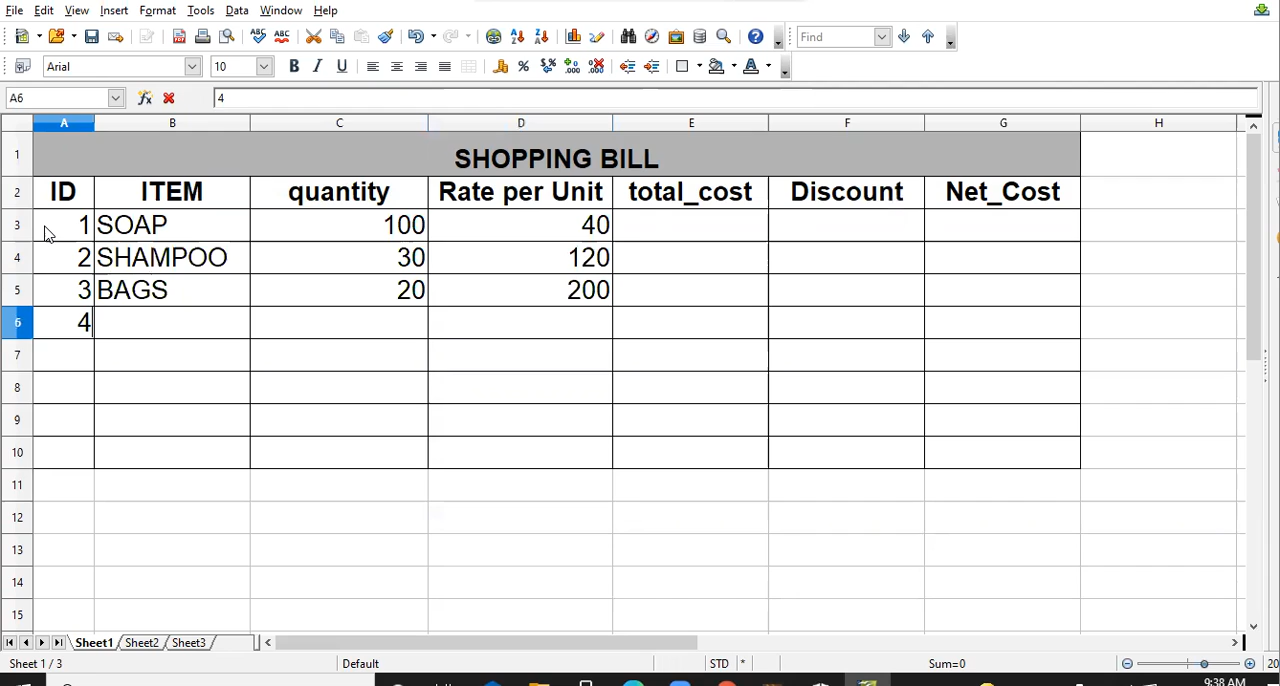 File Edit View Insert Format Tools Data Window Help
ABC ABC Find
Arial 10
A6 4
A B C D E F G H
1 SHOPPING BILL
2 ID ITEM quantity Rate per Unit total_cost Discount Net_Cost
3 1 SOAP 100 40
4 2 SHAMPOO 30 120
5 3 BAGS 20 200
6 4
7
8
9
10
11
12
13
14
15
Sheet1 Sheet2 Sheet3
Sheet 1 / 3 Default STD * Sum=0 20
9:38 AM